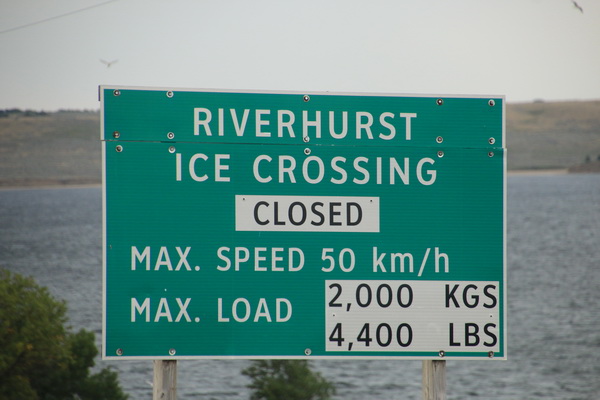 RIVERHURST
ICE CROSSING
CLOSED
MAX. SPEED 50 km/h
MAX. LOAD 2,000 KGS
4,400 LBS